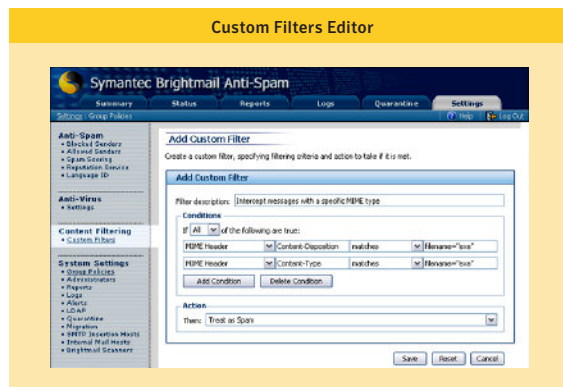 Custom Filters Editor
Symantec Brightmail Anti-Spam
Summary Status Reports Logs Quarantine Settings
Settings : Group Policies
Help Log Out
Anti-Spam
• Blocked Senders
• Allowed Senders
• Spam Scoring
• Reputation Service
• Language ID
Anti-Virus
• Settings
Content Filtering
• Custom Filters
System Settings
• Group Policies
• Administrators
• Reports
• Logs
• Alerts
• LDAP
• Quarantine
• Migration
• SMTP Insertion Hosts
• Internal Mail Hosts
• Brightmail Scanners
Add Custom Filter
Create a custom filter, specifying filtering criteria and action to take if it is met.
Add Custom Filter
Filter description: Intercept messages with a specific MIME type
Conditions
If All of the following are true:
MIME Header Content-Disposition matches filename="exe"
MIME Header Content-Type matches filename="exe"
Add Condition Delete Condition
Action
Then: Treat as Spam
Save Reset Cancel